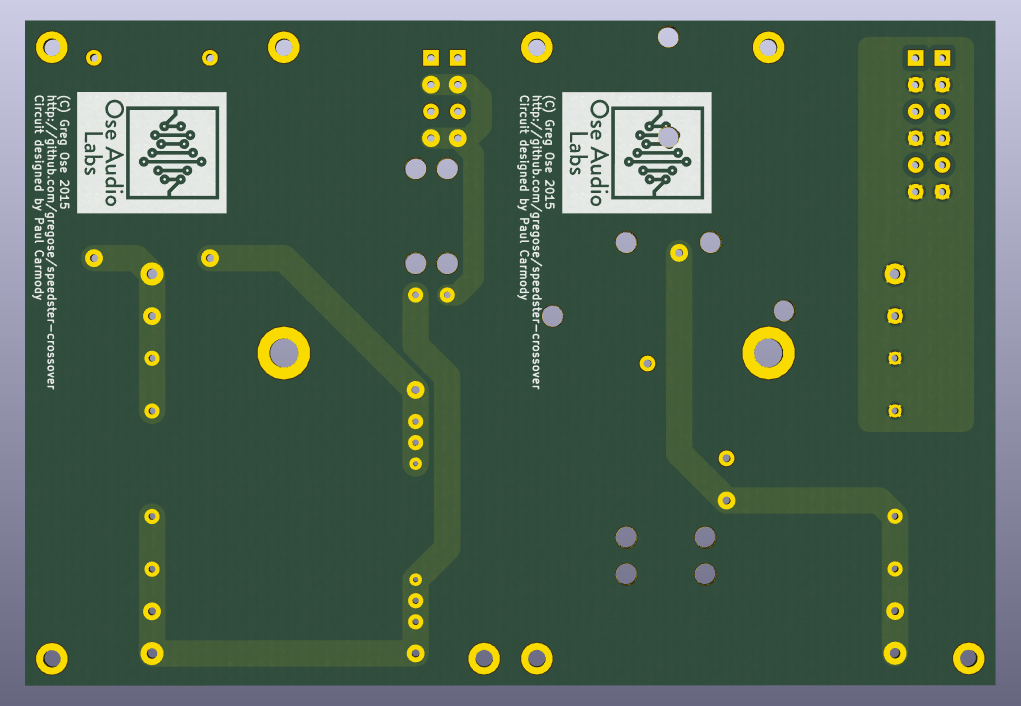 Ose Audio
Labs
(C) Greg Ose 2015
http://github.com/gregose/speedster-crossover
Circuit designed by Paul Carmody
Ose Audio
Labs
(C) Greg Ose 2015
http://github.com/gregose/speedster-crossover
Circuit designed by Paul Carmody